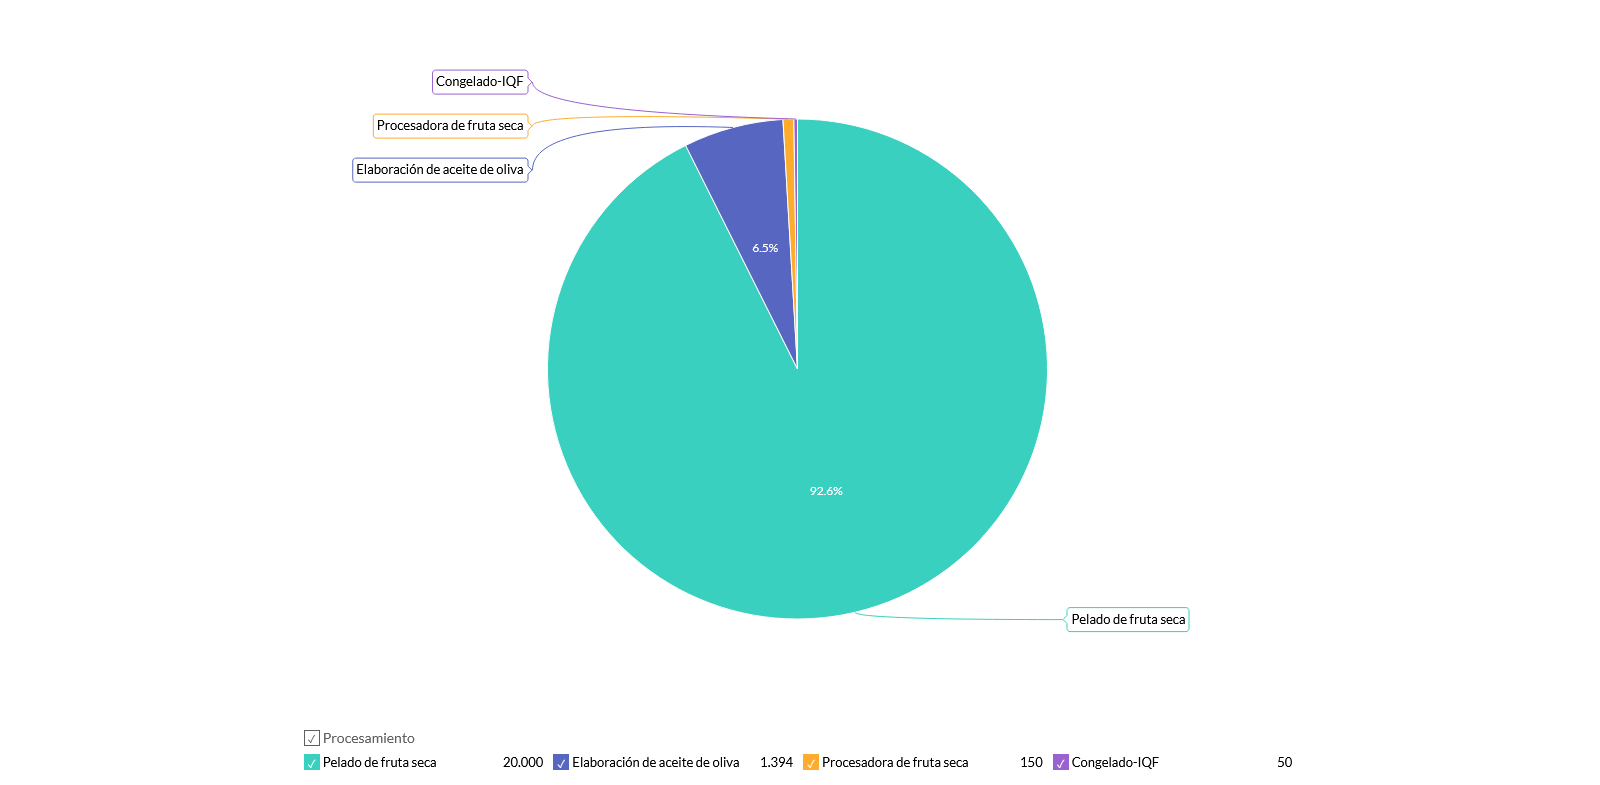 Congelado-IQF
Procesadora de fruta seca
Elaboración de aceite de oliva
6.5%
92.6%
Pelado de fruta seca
Procesamiento
Pelado de fruta seca 20.000 Elaboración de aceite de oliva 1.394 Procesadora de fruta seca 150 Congelado-IQF 50